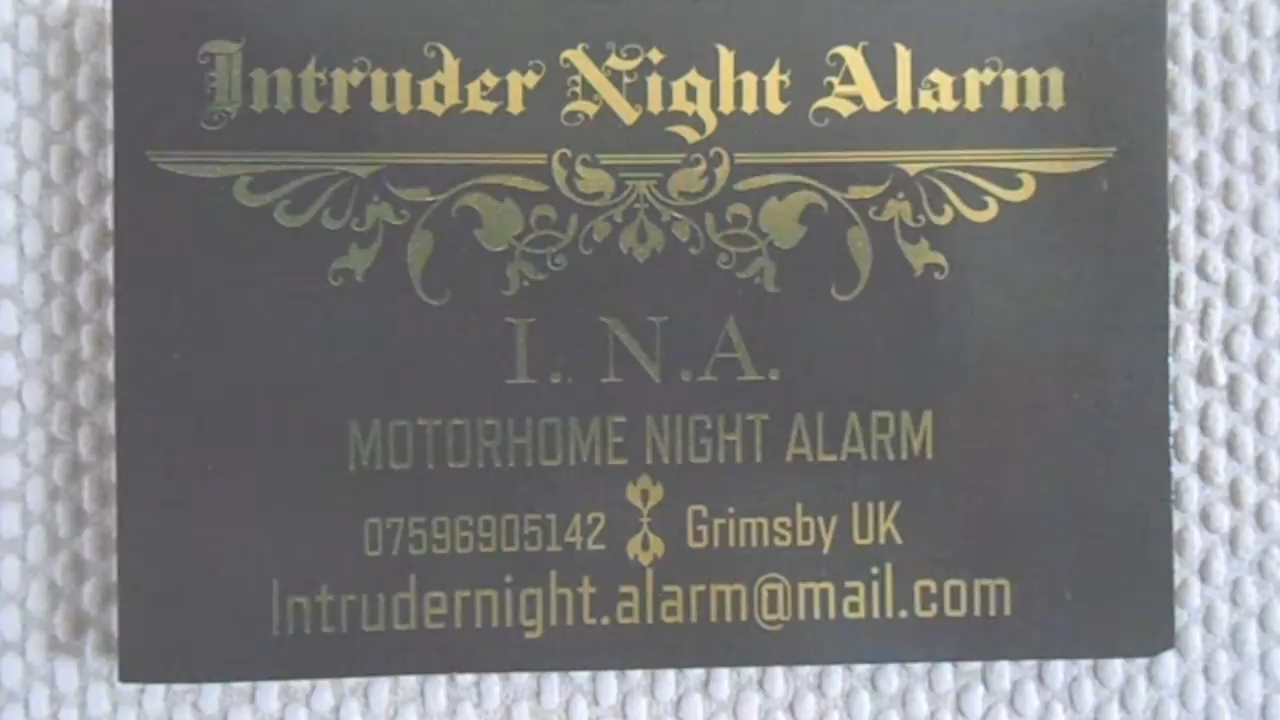 Intruder Night Alarm
I.. N.A.
MOTORHOME NIGHT ALARM
07596905142 Grimsby UK
Intrudernight.alarm@mail.com